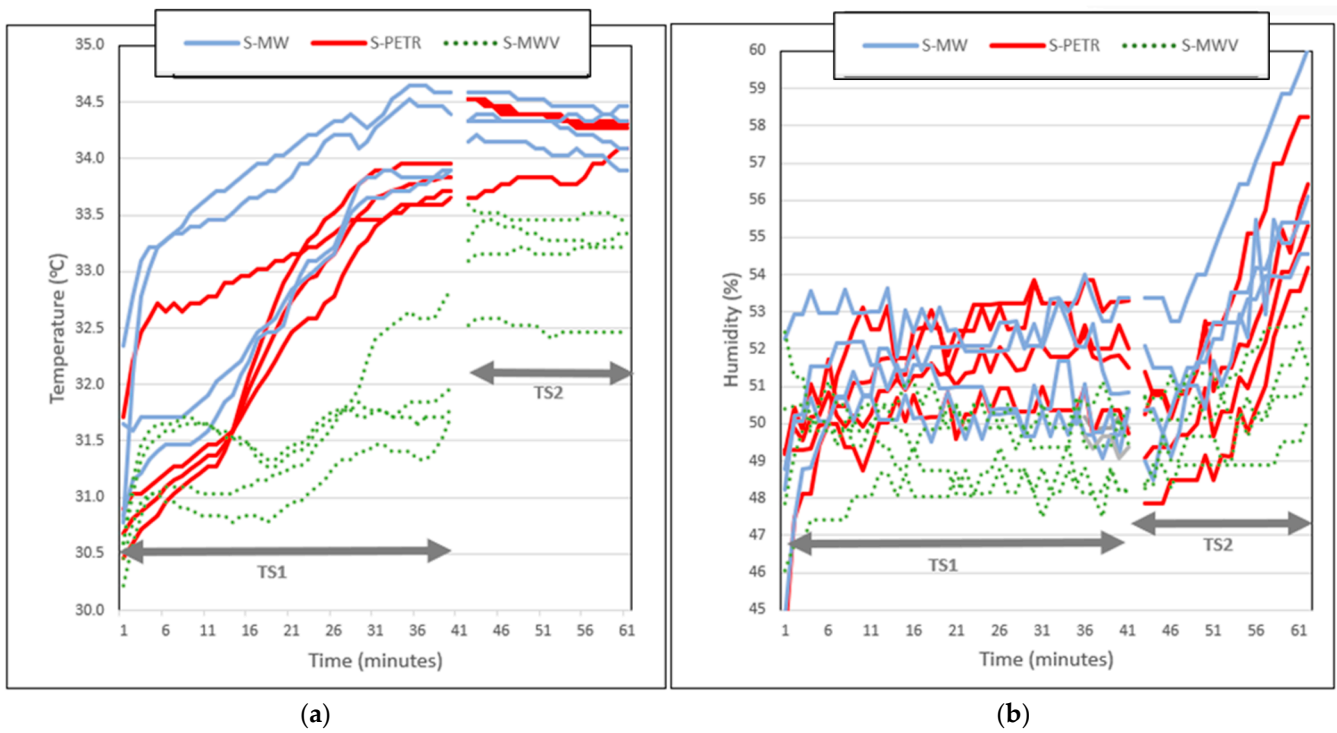 S-MW S-PETR S-MWV
35.0
34.5
34.0
33.5
33.0
32.5
32.0
31.5
31.0
30.5
30.0
Temperature (ºC)
TS2
TS1
1 6 11 16 21 26 31 36 41 46 51 56 61
Time (minutes)
(a)
S-MW S-PETR S-MWV
60
59
58
57
56
55
54
53
52
51
50
49
48
47
46
45
Humidity (%)
TS2
TS1
1 6 11 16 21 26 31 36 41 46 51 56 61
Time (minutes)
(b)